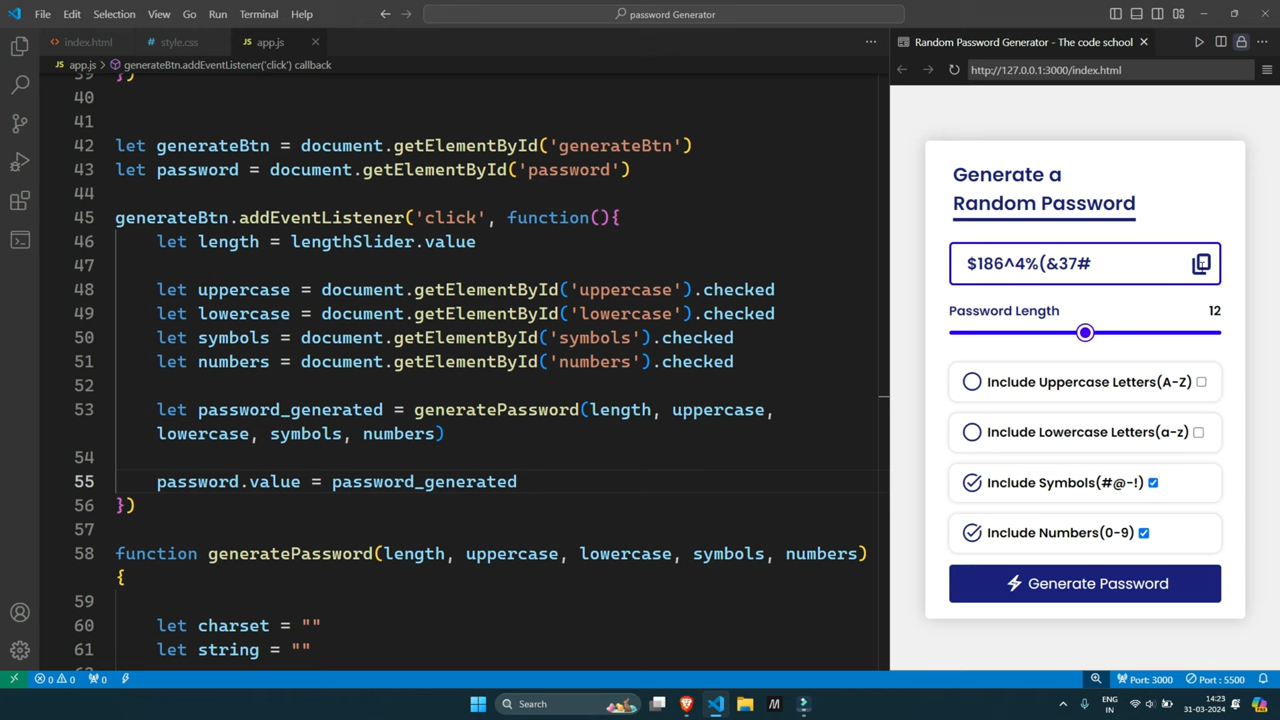 File Edit Selection View Go Run Terminal Help
password Generator
index.html
style.css
app.js
app.js
generateBtn.addEventListener('click') callback
39
})
40
41
42 let generateBtn = document.getElementById('generateBtn')
43 let password = document.getElementById('password')
44
45 generateBtn.addEventListener('click', function(){
46 let length = lengthSlider.value
47
48 let uppercase = document.getElementById('uppercase').checked
49 let lowercase = document.getElementById('lowercase').checked
50 let symbols = document.getElementById('symbols').checked
51 let numbers = document.getElementById('numbers').checked
52
53 let password_generated = generatePassword(length, uppercase,
lowercase, symbols, numbers)
54
55 password.value = password_generated
56 })
57
58 function generatePassword(length, uppercase, lowercase, symbols, numbers)
{
59
60 let charset = ""
61 let string = ""
Random Password Generator - The code school
http://127.0.0.1:3000/index.html
Generate a
Random Password
$186^4%(&37#
Password Length 12
Include Uppercase Letters(A-Z)
Include Lowercase Letters(a-z)
Include Symbols(#@-!)
Include Numbers(0-9)
Generate Password
0 0 0
Port: 3000 Port: 5500
Search
M
ENG
IN
14:23
31-03-2024